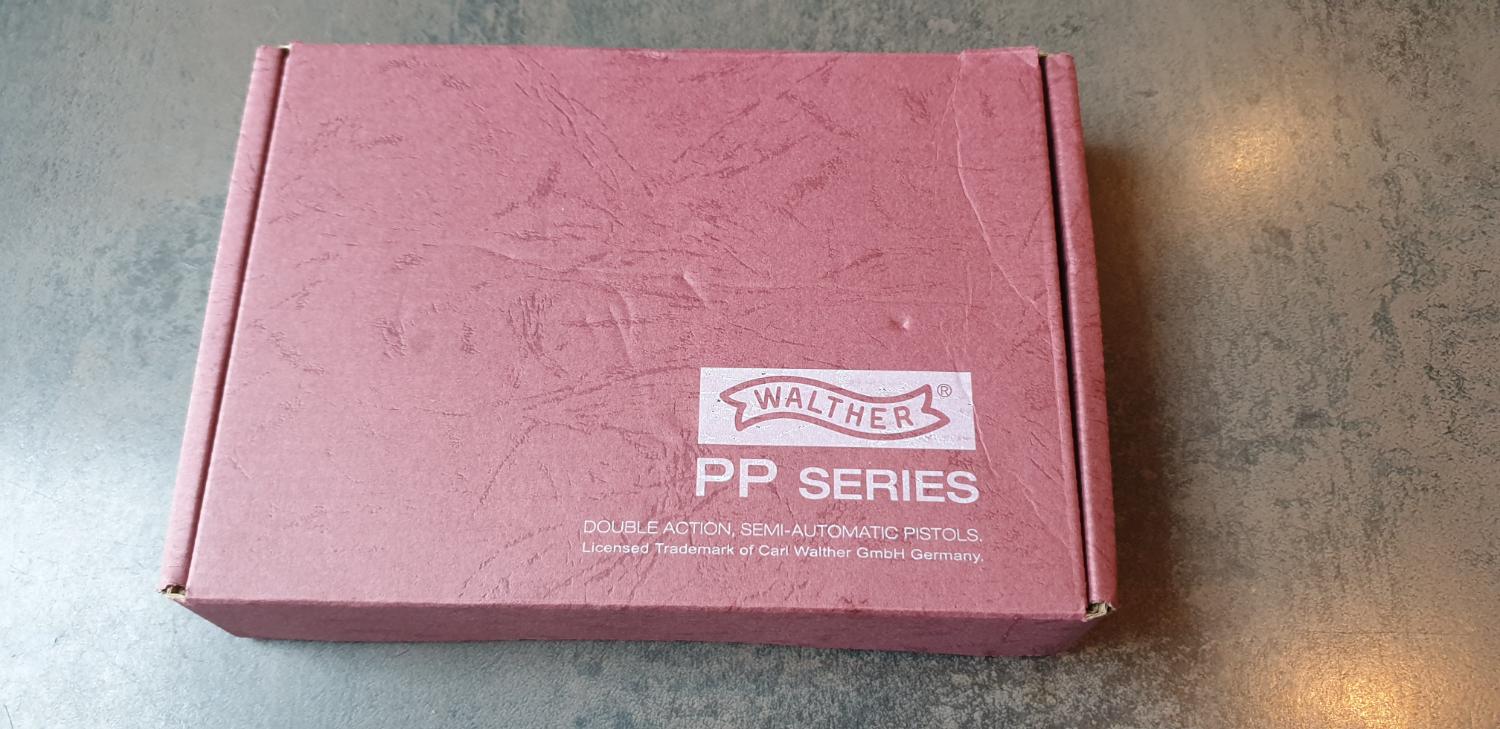 WALTHER®
PP SERIES
DOUBLE ACTION, SEMI-AUTOMATIC PISTOLS.
Licensed Trademark of Carl Walther GmbH Germany.